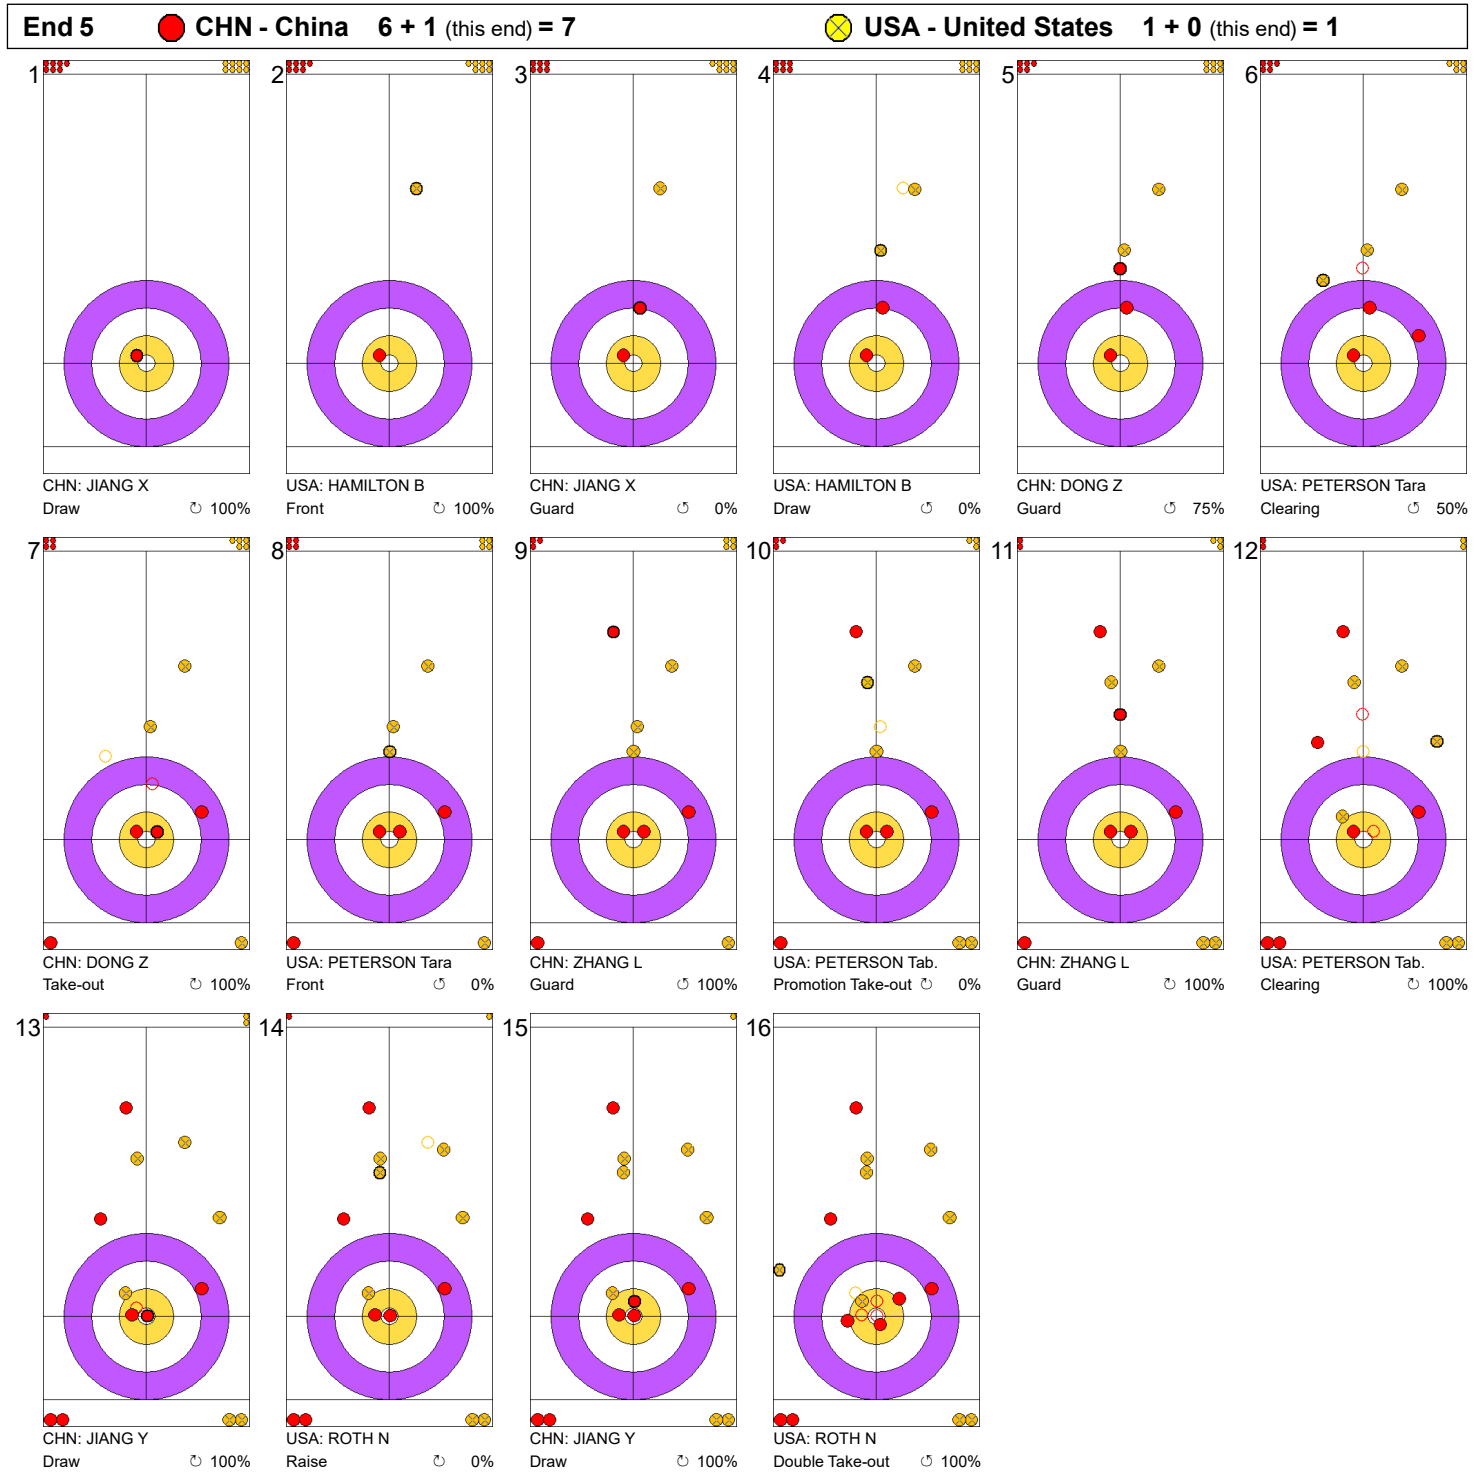 End 5 CHN - China 6 + 1 (this end) = 7 USA - United States 1 + 0 (this end) = 1
1 2 3 4 5 6
CHN: JIANG X USA: HAMILTON B CHN: JIANG X USA: HAMILTON B CHN: DONG Z USA: PETERSON Tara
Draw ↻ 100% Front ↻ 100% Guard ↺ 0% Draw ↺ 0% Guard ↺ 75% Clearing ↺ 50%
7 8 9 10 11 12
CHN: DONG Z USA: PETERSON Tara CHN: ZHANG L USA: PETERSON Tab. CHN: ZHANG L USA: PETERSON Tab.
Take-out ↻ 100% Front ↺ 0% Guard ↺ 100% Promotion Take-out ↻ 0% Guard ↻ 100% Clearing ↻ 100%
13 14 15 16
CHN: JIANG Y USA: ROTH N CHN: JIANG Y USA: ROTH N
Draw ↻ 100% Raise ↻ 0% Draw ↻ 100% Double Take-out ↺ 100%